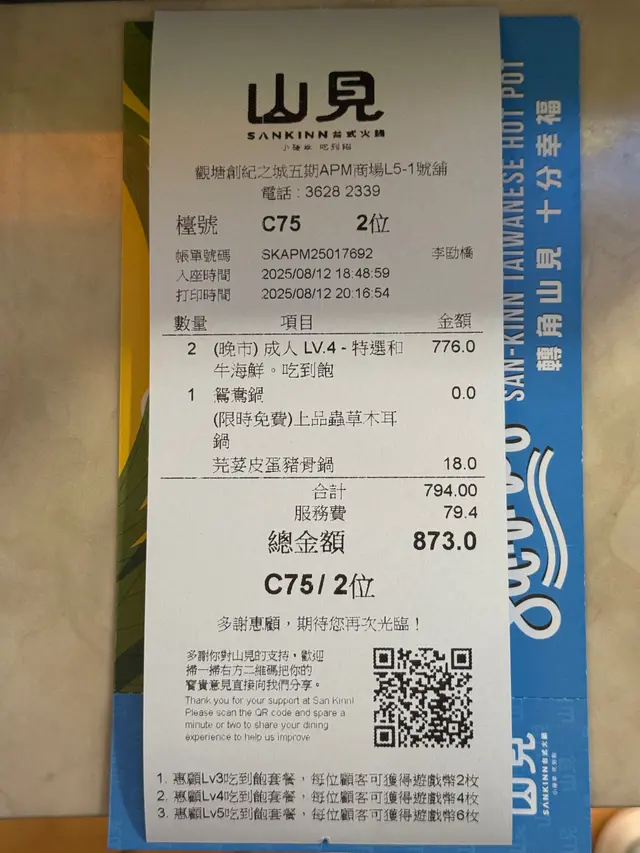 山見
SANKINN 台式火鍋
小酒杯 吃到飽
觀塘創紀之城五期APM商場L5-1號舖
電話 : 3628 2339
檯號 C75 2位
帳單號碼 SKAPM25017692 李勁橋
入座時間 2025/08/12 18:48:59
打印時間 2025/08/12 20:16:54
數量 項目 金額
2 (晚市) 成人 LV.4 - 特選和 776.0
牛海鮮。吃到飽
1 鴛鴦鍋 0.0
(限時免費)上品蟲草木耳
鍋
芫荽皮蛋豬骨鍋 18.0
合計 794.00
服務費 79.4
總金額 873.0
C75 / 2位
多謝惠顧，期待您再次光臨！
多謝你對山見的支持，歡迎
掃一掃右方二維碼把你的
寶貴意見直接向我們分享。
Thank you for your support at San Kinn!
Please scan the QR code and spare a
minute or two to share your dining
experience to help us improve
1. 惠顧Lv3吃到飽套餐，每位顧客可獲得遊戲幣2枚
2. 惠顧Lv4吃到飽套餐，每位顧客可獲得遊戲幣4枚
3. 惠顧Lv5吃到飽套餐，每位顧客可獲得遊戲幣6枚
SAN-KINN TAIWANESE HOT POT
轉角山見 十分幸福
山見
SANKINN 台式火鍋